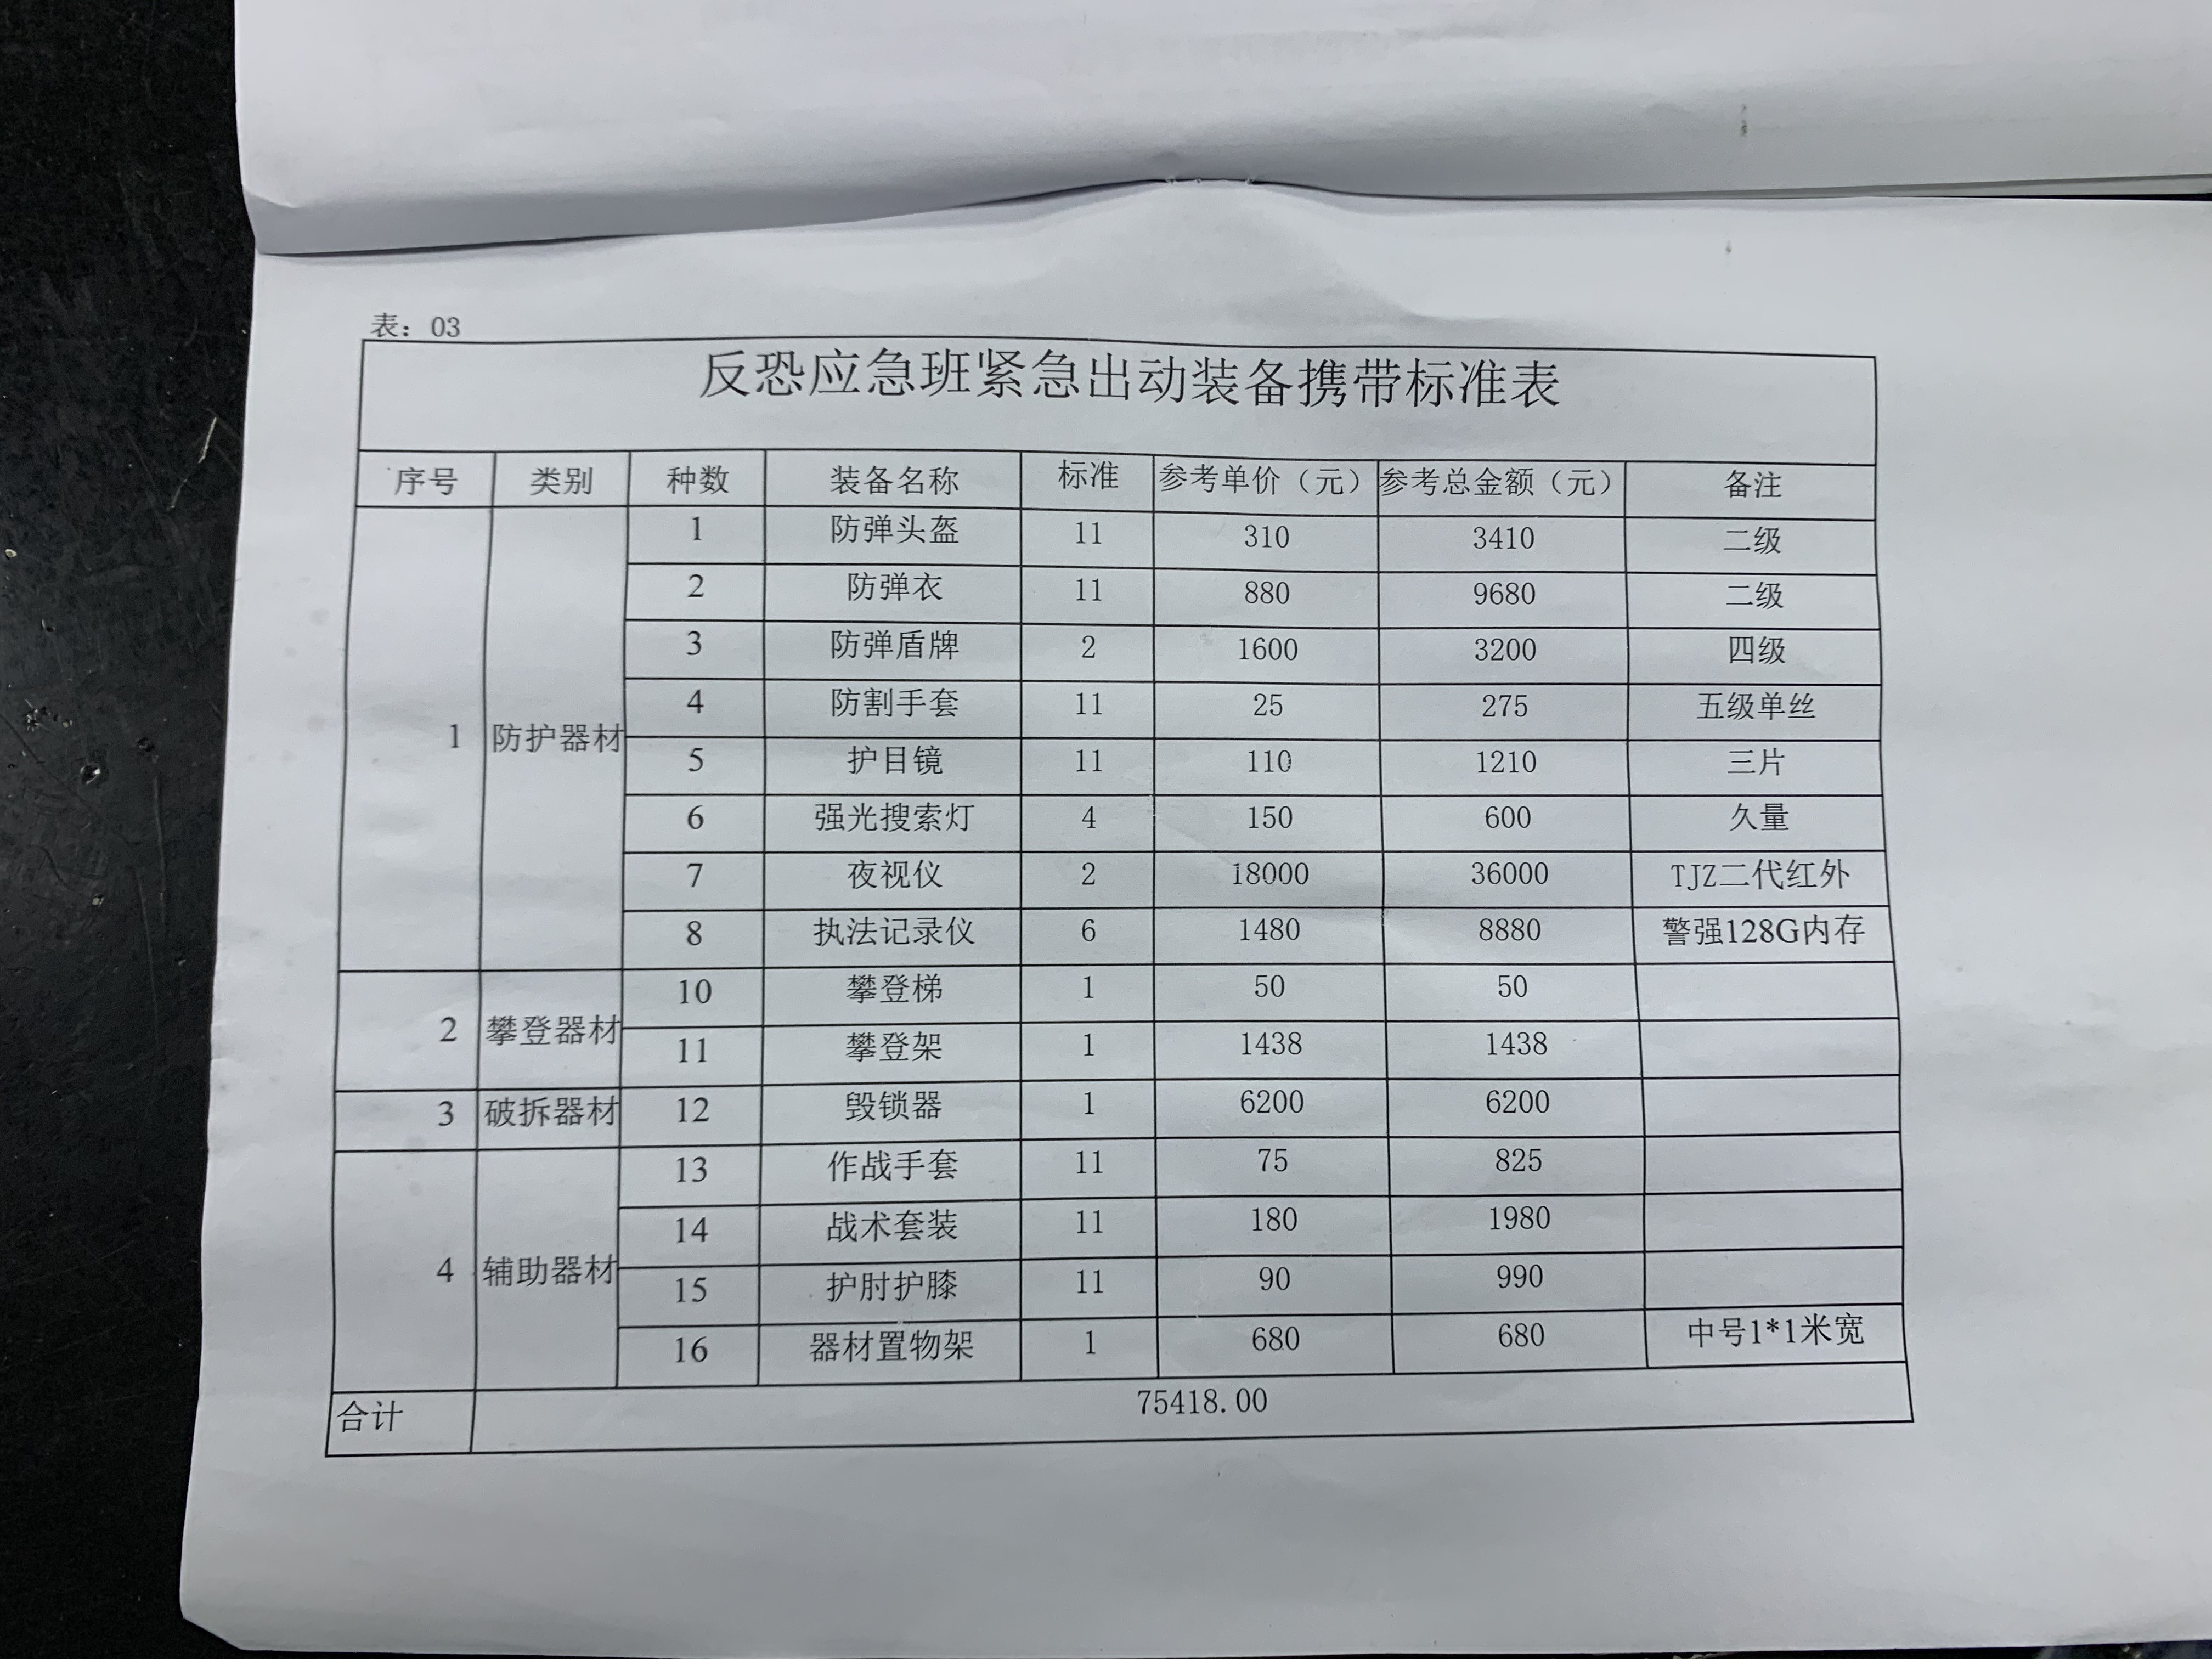 表：03
反恐应急班紧急出动装备携带标准表
序号 类别 种数 装备名称 标准 参考单价（元） 参考总金额（元） 备注
1 防护器材 1 防弹头盔 11 310 3410 二级
2 防弹衣 11 880 9680 二级
3 防弹盾牌 2 1600 3200 四级
4 防割手套 11 25 275 五级单丝
5 护目镜 11 110 1210 三片
6 强光搜索灯 4 150 600 久量
7 夜视仪 2 18000 36000 TJZ二代红外
8 执法记录仪 6 1480 8880 警强128G内存
2 攀登器材 10 攀登梯 1 50 50
11 攀登架 1 1438 1438
3 破拆器材 12 毁锁器 1 6200 6200
4 辅助器材 13 作战手套 11 75 825
14 战术套装 11 180 1980
15 护肘护膝 11 90 990
16 器材置物架 1 680 680 中号1*1米宽
合计 75418.00